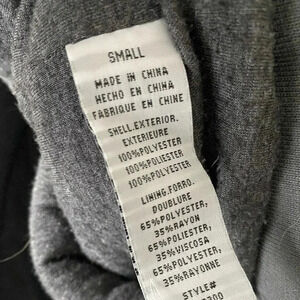 SMALL
MADE IN CHINA
HECHO EN CHINA
FABRIQUE EN CHINE
SHELL.EXTERIOR.
EXTERIEURE
100%POLYESTER
100%POLIESTER
100%POLYESTER
LINING.FORRO.
DOUBLURE
65%POLYESTER,
35%RAYON
65%POLIESTER,
35%VISCOSA
65%POLYESTER,
35%RAYONNE
STYLE#